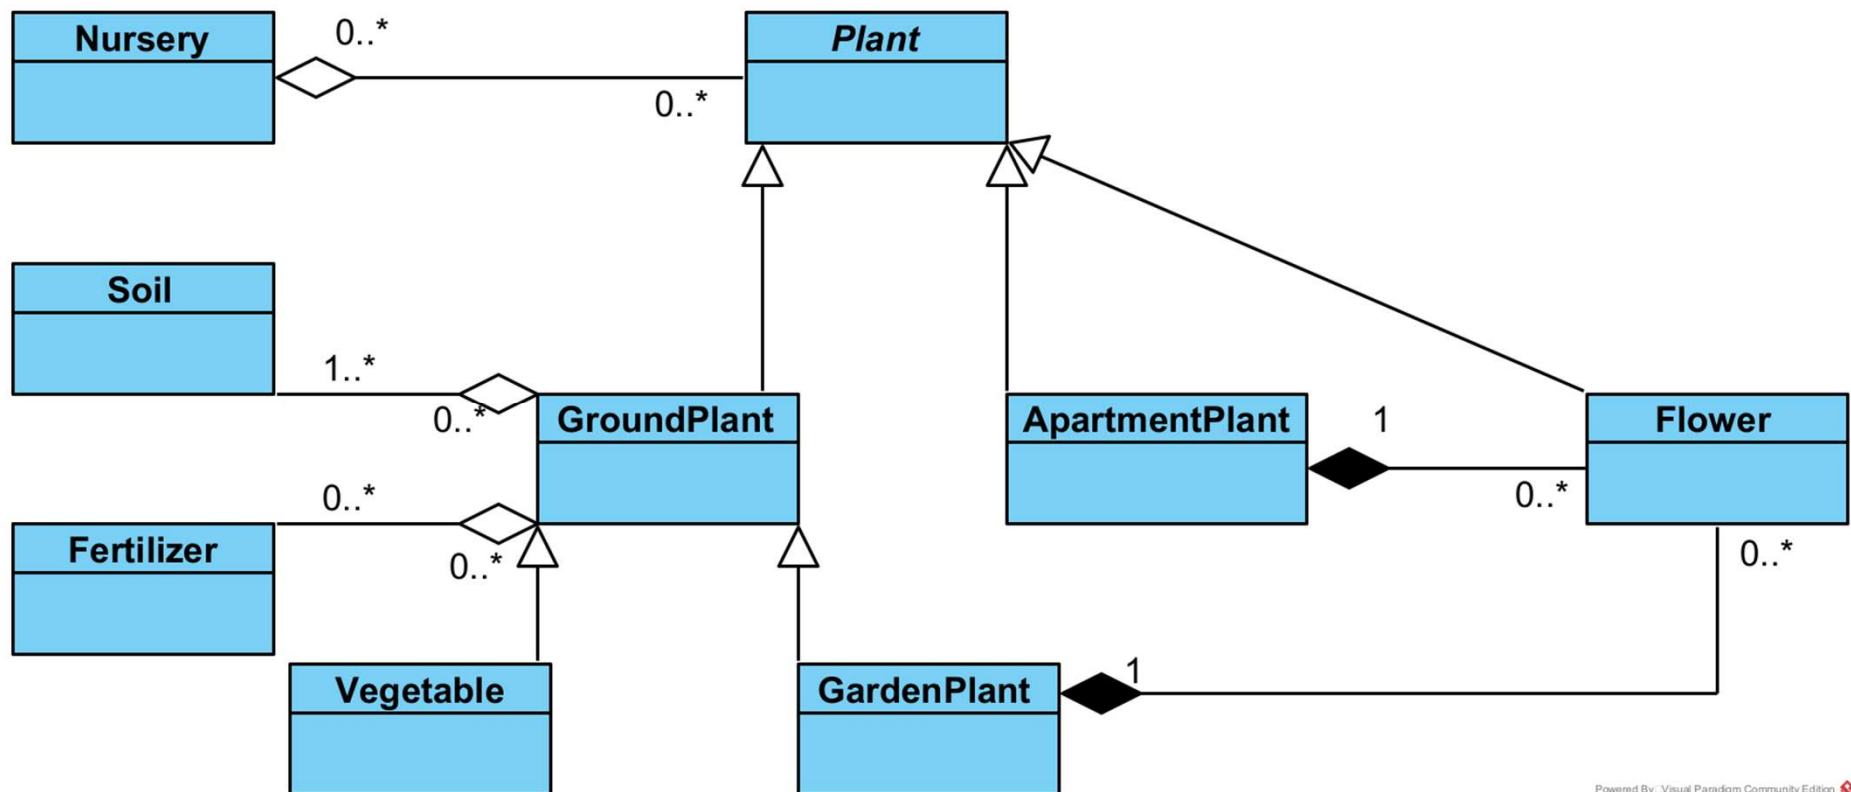 Nursery
0..*
0..*
Plant
Soil
1..*
0..*
GroundPlant
ApartmentPlant
1
0..*
Flower
0..*
0..*
0..*
Fertilizer
Vegetable
GardenPlant
1
Powered By Visual Paradigm Community Edition